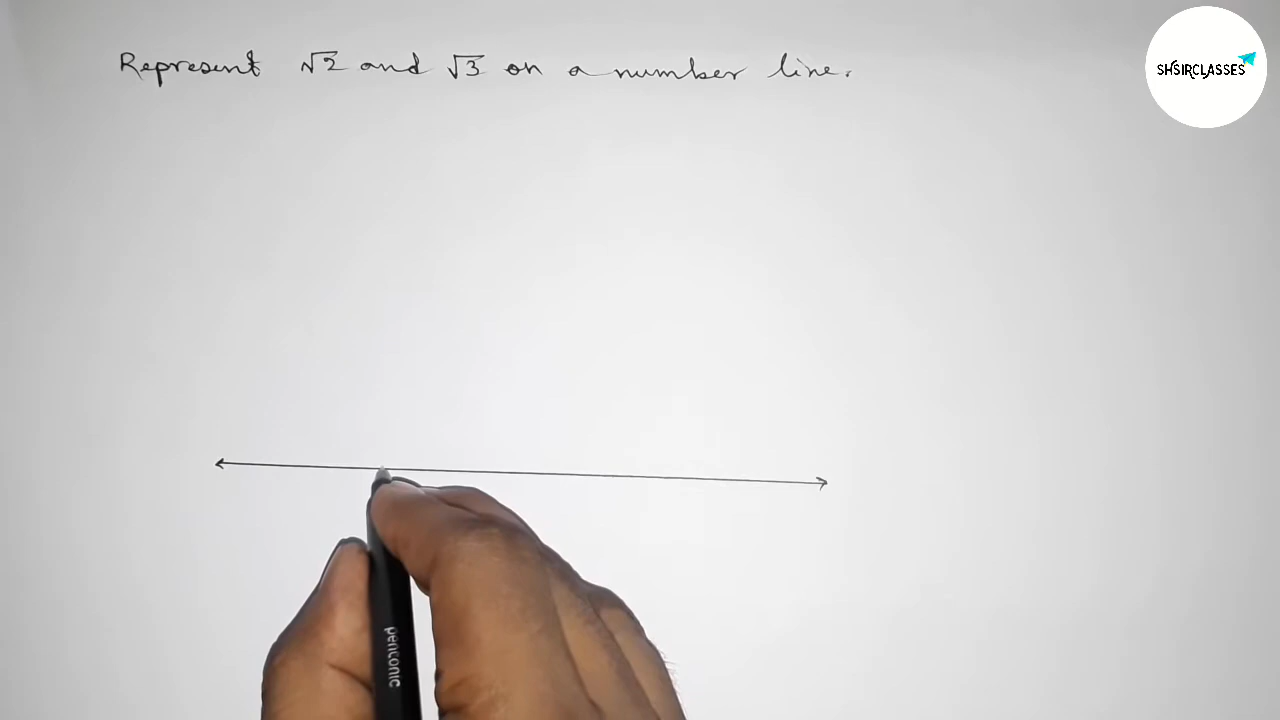 Represent √2 and √3 on a number line.
SHSIRCLASSES
penconic